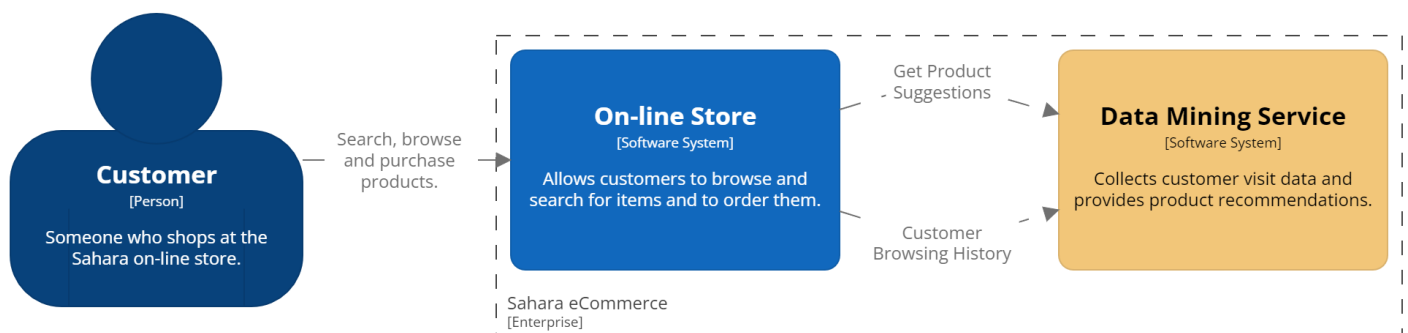 Customer
[Person]
Someone who shops at the
Sahara on-line store.
Search, browse
and purchase
products.
On-line Store
[Software System]
Allows customers to browse and
search for items and to order them.
Get Product
Suggestions
Customer
Browsing History
Data Mining Service
[Software System]
Collects customer visit data and
provides product recommendations.
Sahara eCommerce
[Enterprise]